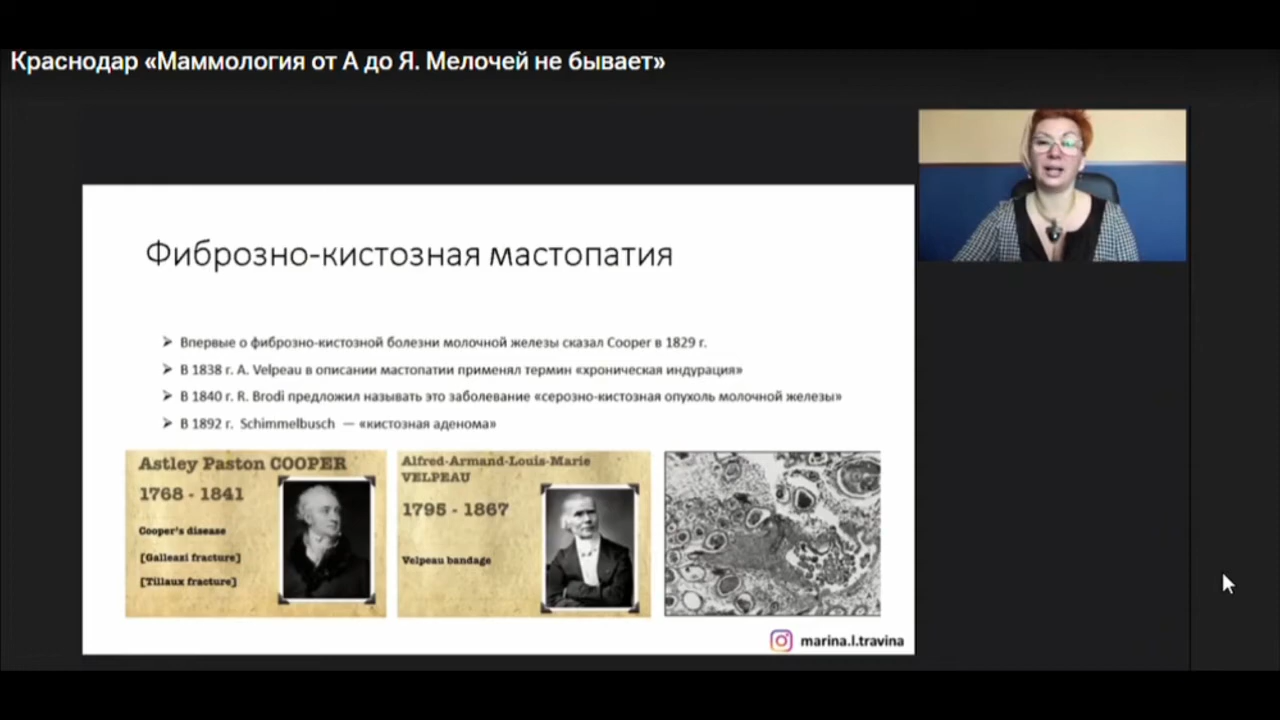 Краснодар «Маммология от А до Я. Мелочей не бывает»
Фиброзно-кистозная мастопатия
Впервые о фиброзно-кистозной болезни молочной железы сказал Cooper в 1829 г.
В 1838 г. A. Velpeau в описании мастопатии применял термин «хроническая индурация»
В 1840 г. R. Brodi предложил называть это заболевание «серозно-кистозная опухоль молочной железы»
В 1892 г. Schimmelbusch — «кистозная аденома»
Astley Paston COOPER
1768 - 1841
Cooper's disease
[Galleazi fracture]
[Tillaux fracture]
Alfred-Armand-Louis-Marie
VELPEAU
1795 - 1867
Velpeau bandage
marina.l.travina